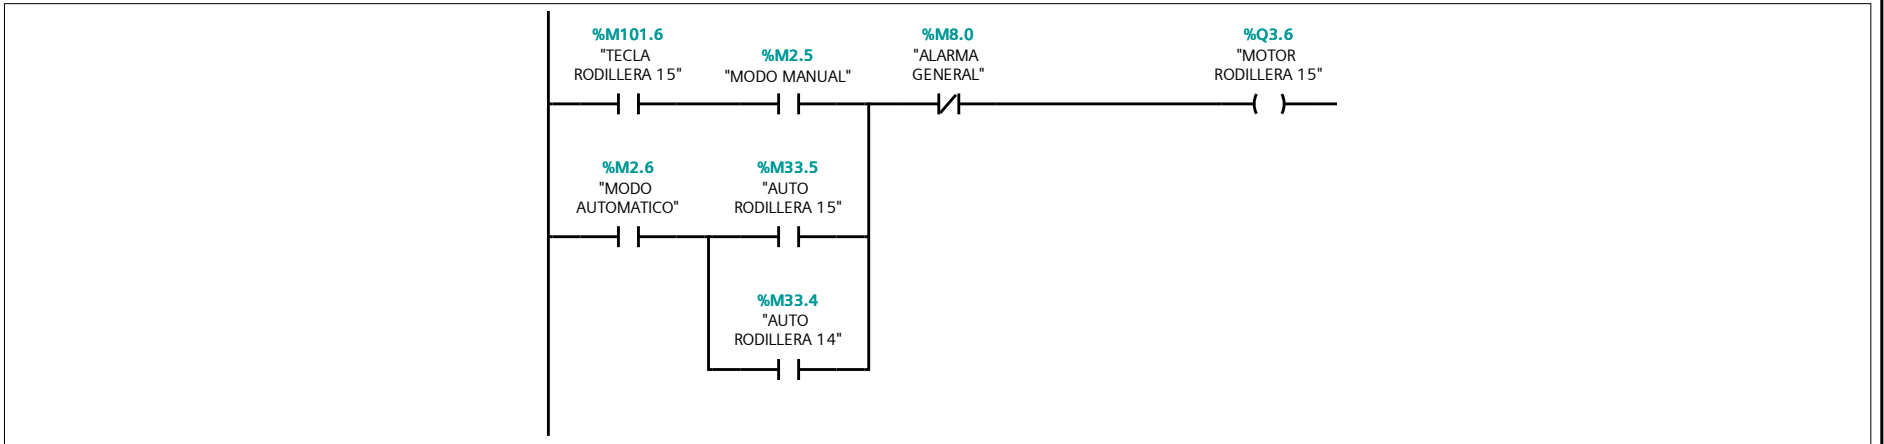 %M101.6
"TECLA
RODILLERA 15"
%M2.5
"MODO MANUAL"
%M8.0
"ALARMA
GENERAL"
%Q3.6
"MOTOR
RODILLERA 15"
%M2.6
"MODO
AUTOMATICO"
%M33.5
"AUTO
RODILLERA 15"
%M33.4
"AUTO
RODILLERA 14"